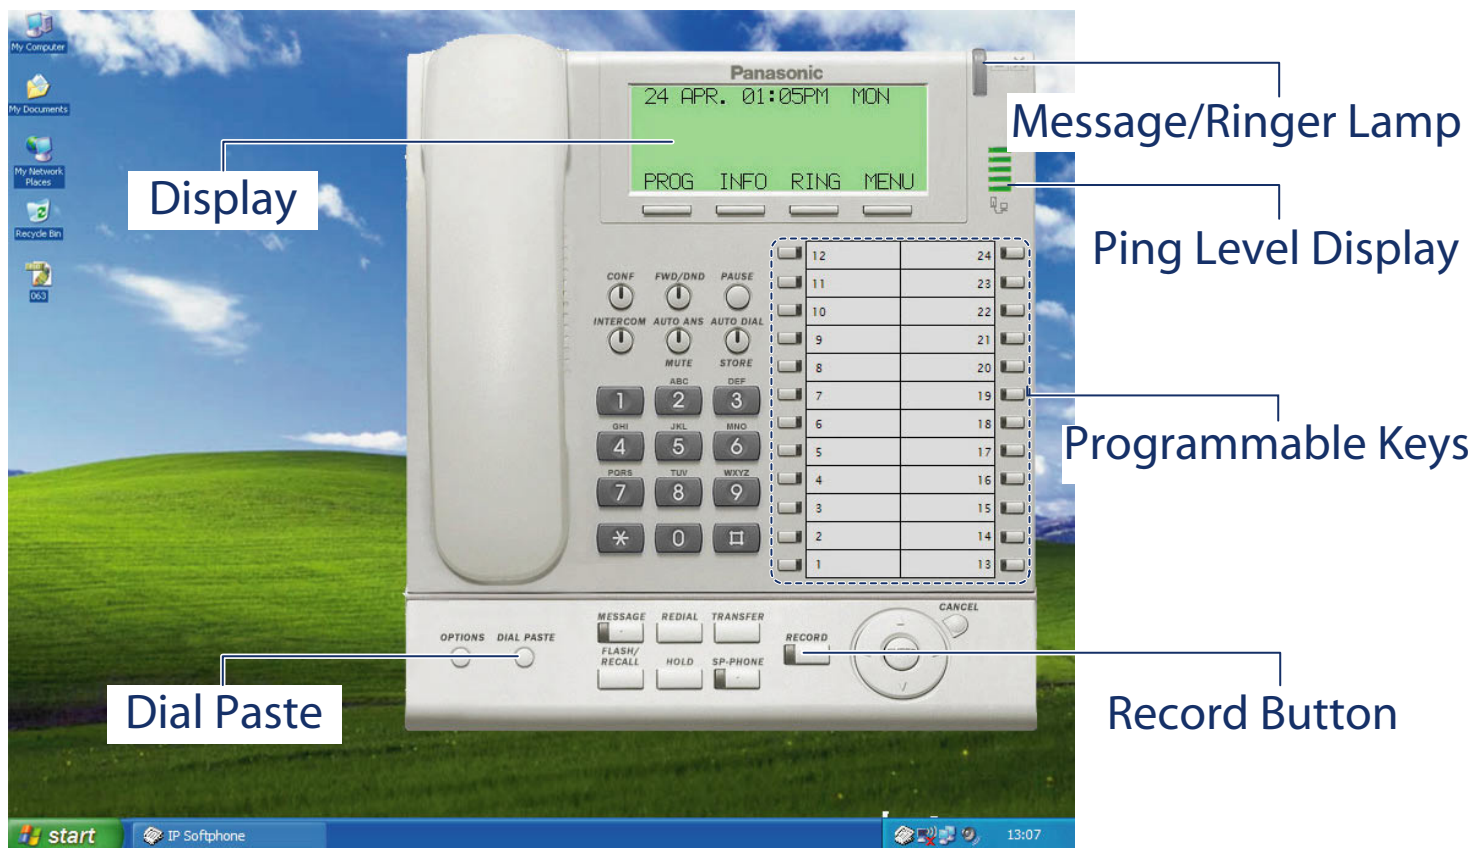 My Computer
My Documents
My Network
Places
Recycle Bin
063
Panasonic
24 APR. 01:05PM MON
PROG INFO RING MENU
Message/Ringer Lamp
Display
Ping Level Display
CONF FWD/DND PAUSE
INTERCOM AUTO ANS AUTO DIAL
MUTE STORE
ABC DEF
1 2 3
GHI JKL MNO
4 5 6
PQRS TUV WXYZ
7 8 9
* 0 #
12 24
11 23
10 22
9 21
8 20
7 19
6 18
5 17
4 16
3 15
2 14
1 13
Programmable Keys
OPTIONS DIAL PASTE
MESSAGE REDIAL TRANSFER
FLASH/
RECALL HOLD SP-PHONE
RECORD
CANCEL
Dial Paste
Record Button
start
IP Softphone
13:07